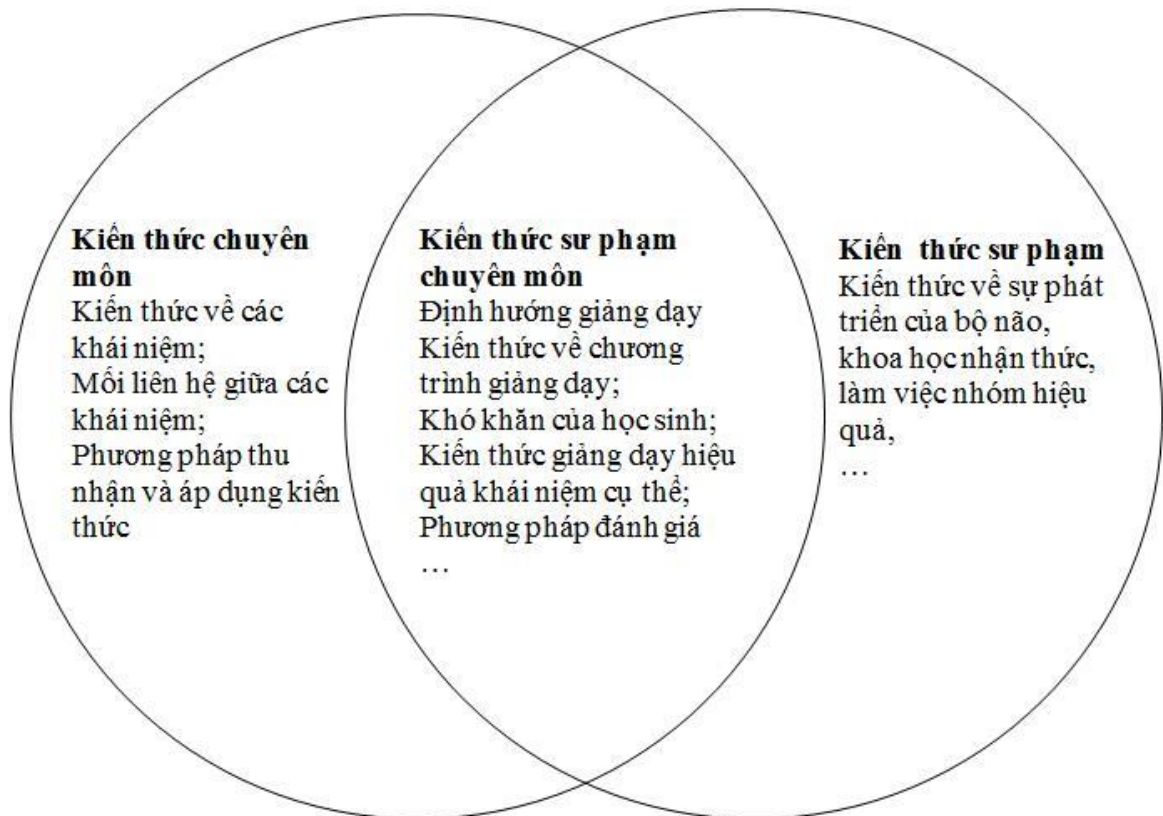 Kiến thức chuyên
môn
Kiến thức về các
khái niệm;
Mối liên hệ giữa các
khái niệm;
Phương pháp thu
nhận và áp dụng kiến
thức
Kiến thức sư phạm
chuyên môn
Định hướng giảng dạy
Kiến thức về chương
trình giảng dạy;
Khó khăn của học sinh;
Kiến thức giảng dạy hiệu
quả khái niệm cụ thể;
Phương pháp đánh giá
…
Kiến thức sư phạm
Kiến thức về sự phát
triển của bộ não,
khoa học nhận thức,
làm việc nhóm hiệu
quả,
…